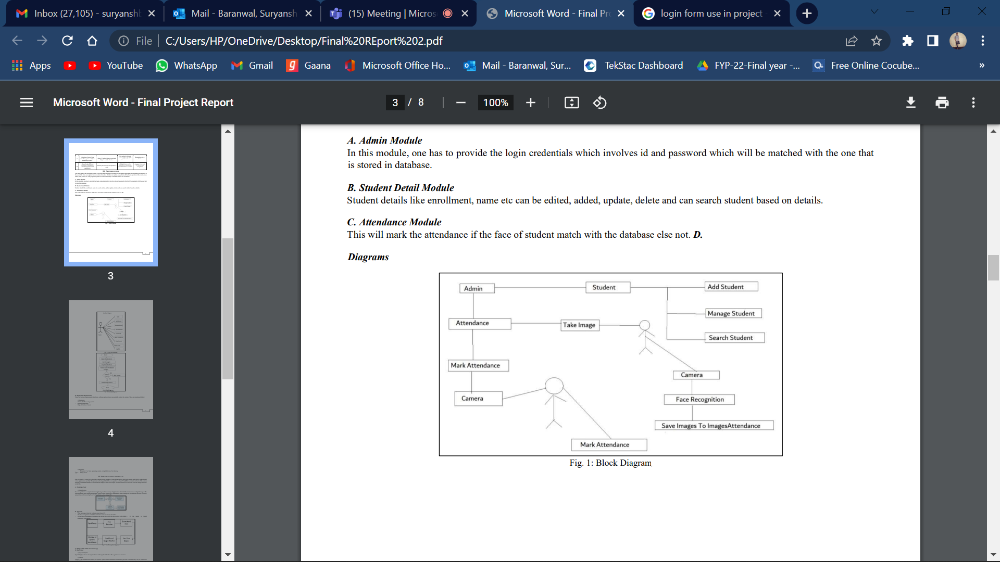 Inbox (27,105) - suryansh
Mail - Baranwal, Suryansh
(15) Meeting | Micros
Microsoft Word - Final Pr
login form use in project
File
C:/Users/HP/OneDrive/Desktop/Final%20REport%202.pdf
Apps
YouTube
WhatsApp
Gmail
Gaana
Microsoft Office Ho...
Mail - Baranwal, Sur...
TekStac Dashboard
FYP-22-Final year -...
Free Online Cocube...
»
Microsoft Word - Final Project Report
3 / 8
100%
3
4
A. Admin Module
In this module, one has to provide the login credentials which involves id and password which will be matched with the one that
is stored in database.
B. Student Detail Module
Student details like enrollment, name etc can be edited, added, update, delete and can search student based on details.
C. Attendance Module
This will mark the attendance if the face of student match with the database else not. D.
Diagrams
Admin
Student
Add Student
Manage Student
Search Student
Attendance
Take Image
Mark Attendance
Camera
Camera
Face Recognition
Save Images To ImagesAttendance
Mark Attendance
Fig. 1: Block Diagram